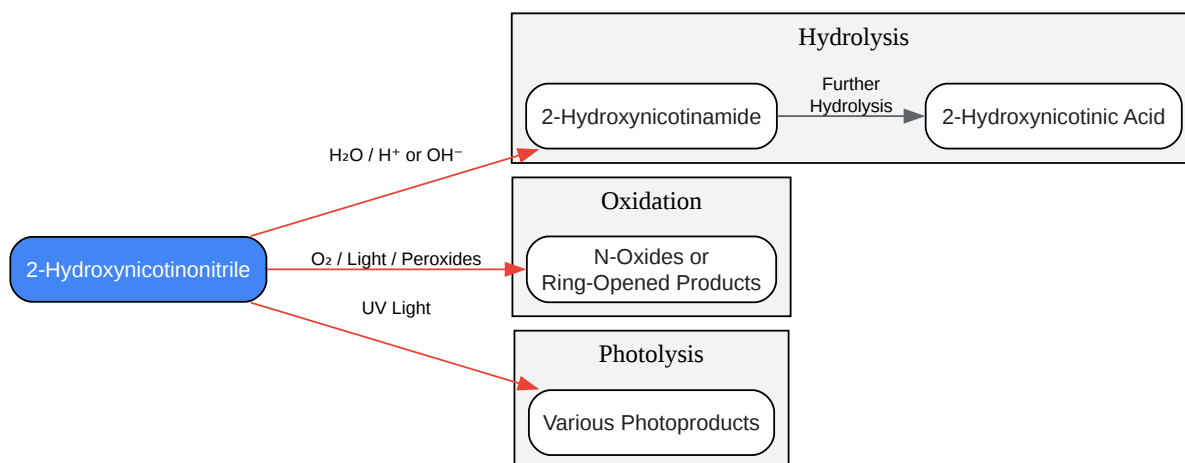 Hydrolysis
2-Hydroxynicotinamide
Further
Hydrolysis
2-Hydroxynicotinic Acid
H₂O / H⁺ or OH⁻
Oxidation
2-Hydroxynicotinonitrile
O₂ / Light / Peroxides
N-Oxides or
Ring-Opened Products
UV Light
Photolysis
Various Photoproducts